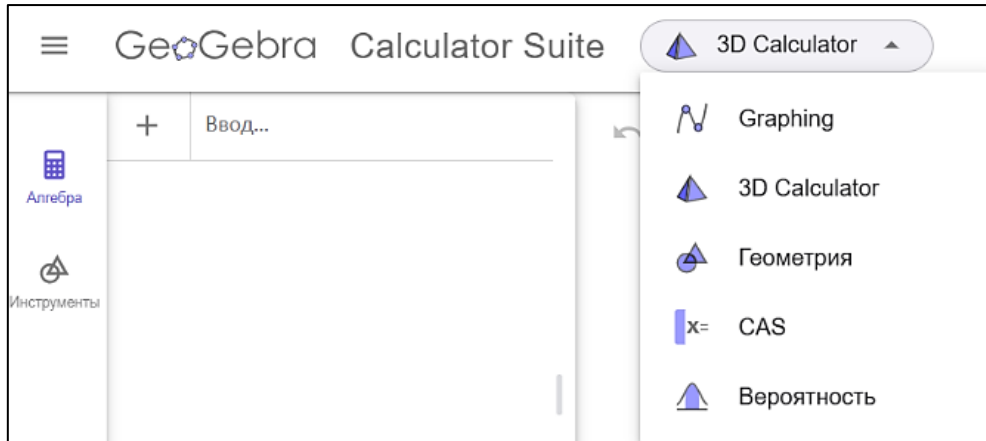 GeoGebra Calculator Suite 3D Calculator
Ввод...
Алгебра
Инструменты
Graphing
3D Calculator
Геометрия
X=
CAS
Вероятность